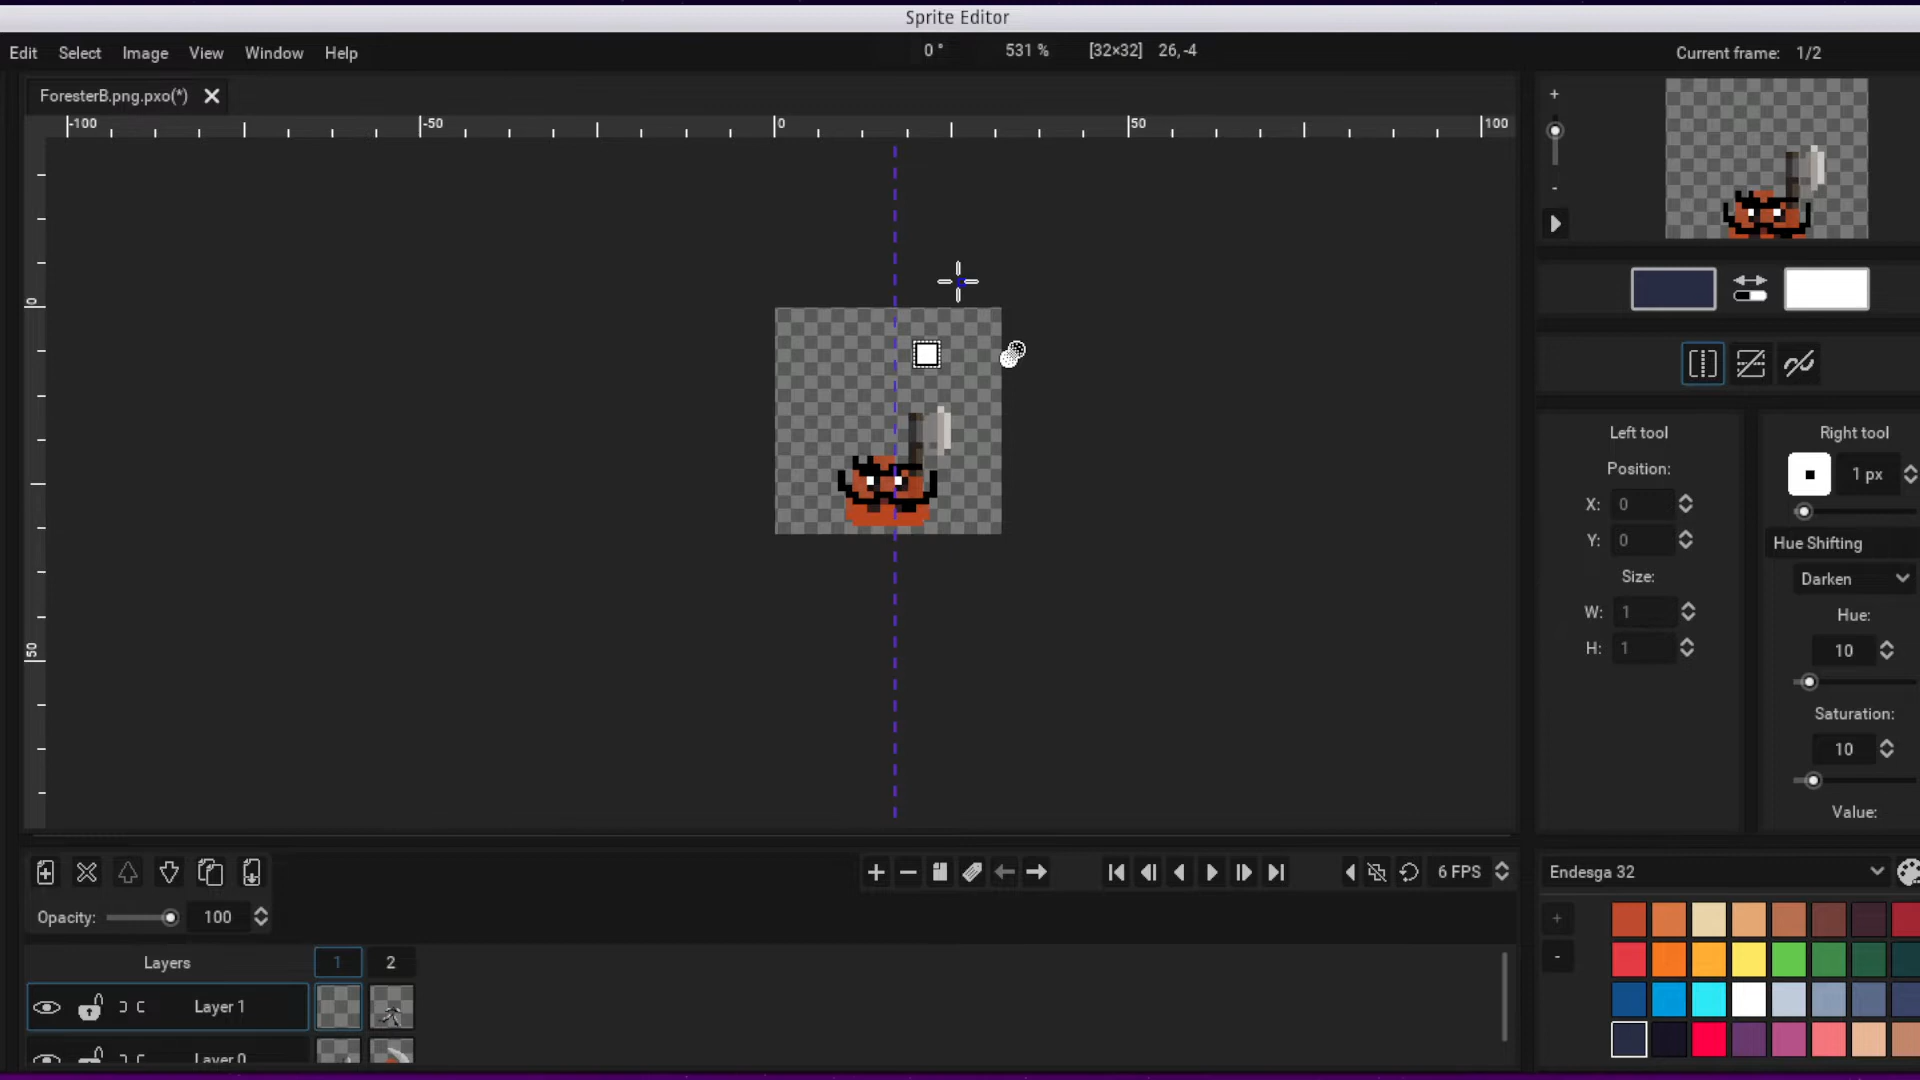 Sprite Editor
Edit Select Image View Window Help
0 ° 531 % [32×32] 26,-4
Current frame: 1/2
ForesterB.png.pxo(*)
-100 -50 0 50 100
0
50
+
-
Left tool
Position:
X: 0
Y: 0
Size:
W: 1
H: 1
Right tool
1 px
Hue Shifting
Darken
Hue:
10
Saturation:
10
Value:
6 FPS
Opacity: 100
Layers 1 2
Layer 1
Layer 0
Endesga 32
+
-